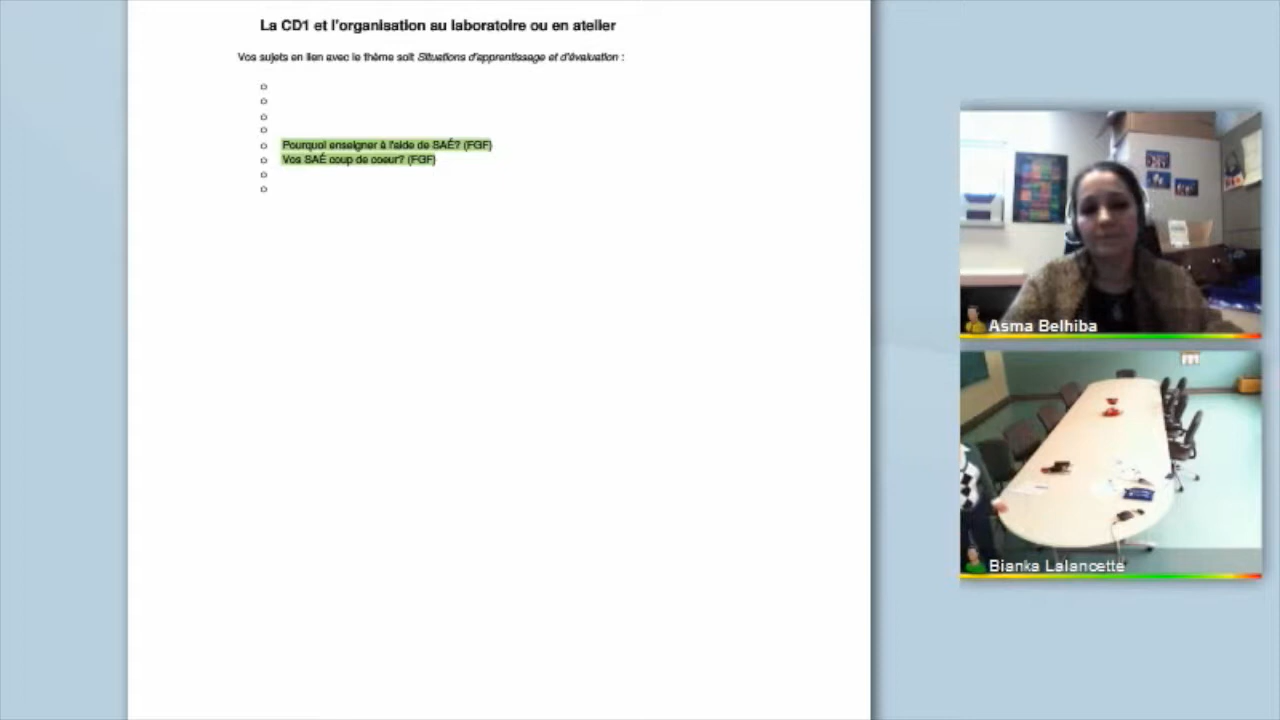 La CD1 et l'organisation au laboratoire ou en atelier
Vos sujets en lien avec le thème soit Situations d'apprentissage et d'évaluation :
o
o
o
o
o Pourquoi enseigner à l'aide de SAÉ? (FGF)
o Vos SAÉ coup de coeur? (FGF)
o
o
Asma Belhiba
Bianka Lalancette